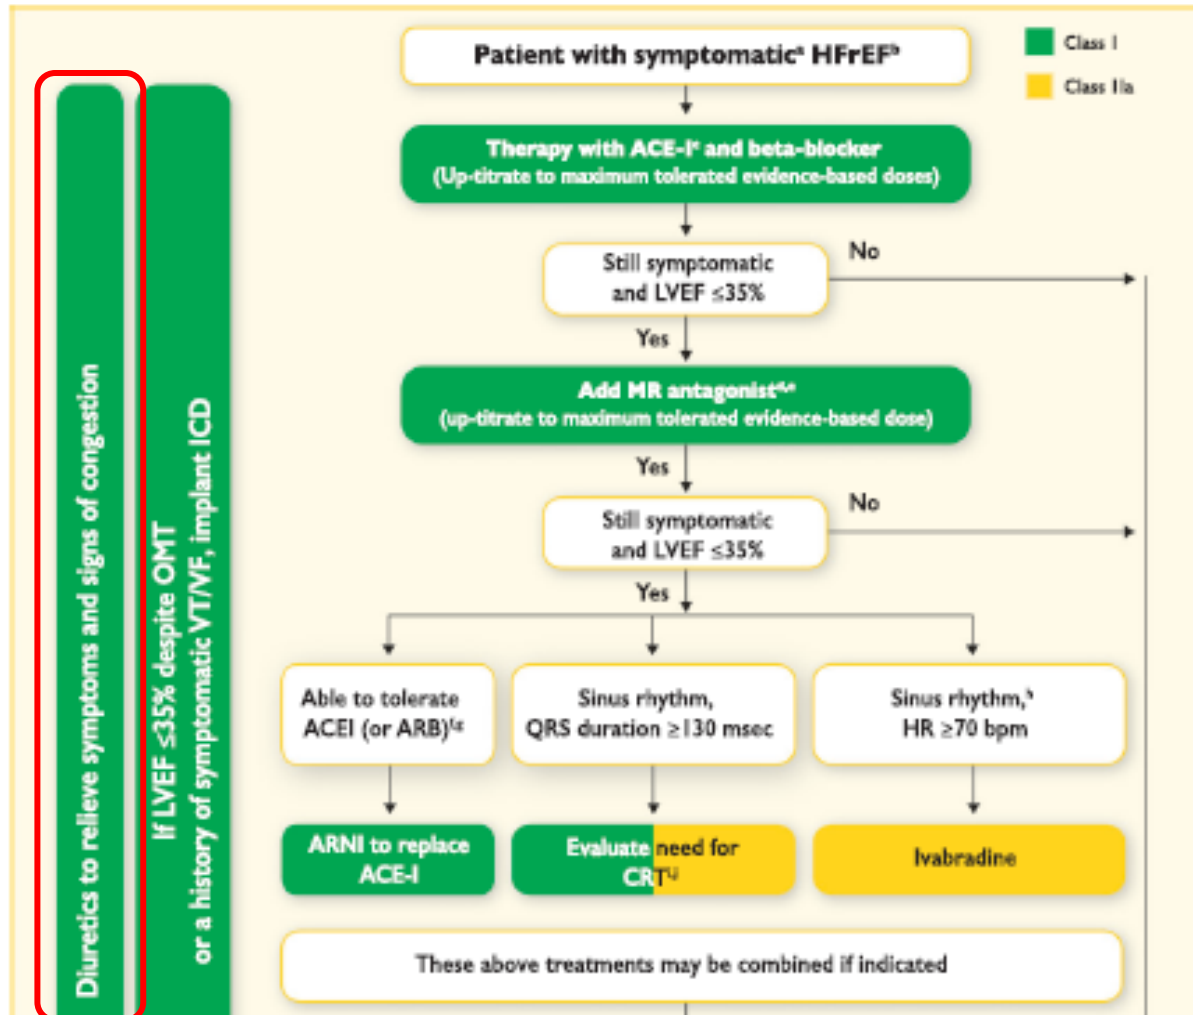 Patient with symptomaticᵃ HFrEFᵇ
Class I
Class IIa
Therapy with ACE-Iᶜ and beta-blocker
(Up-titrate to maximum tolerated evidence-based doses)
Still symptomatic
and LVEF ≤35%
No
Yes
Add MR antagonistᵈ,ᵉ
(up-titrate to maximum tolerated evidence-based dose)
Yes
Still symptomatic
and LVEF ≤35%
No
Yes
Able to tolerate
ACEI (or ARB)ᶠ,ᵍ
Sinus rhythm,
QRS duration ≥130 msec
Sinus rhythm,ʰ
HR ≥70 bpm
ARNI to replace
ACE-I
Evaluate need for
CRTⁱ,ʲ
Ivabradine
These above treatments may be combined if indicated
Diuretics to relieve symptoms and signs of congestion
If LVEF ≤35% despite OMT
or a history of symptomatic VT/VF, implant ICD